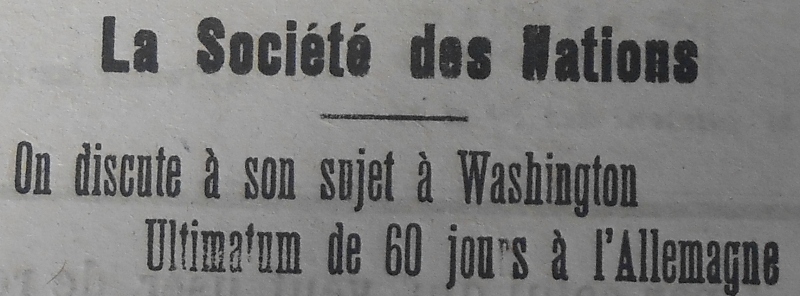 La Société des Nations
On discute à son sujet à Washington
Ultimatum de 60 jours à l'Allemagne